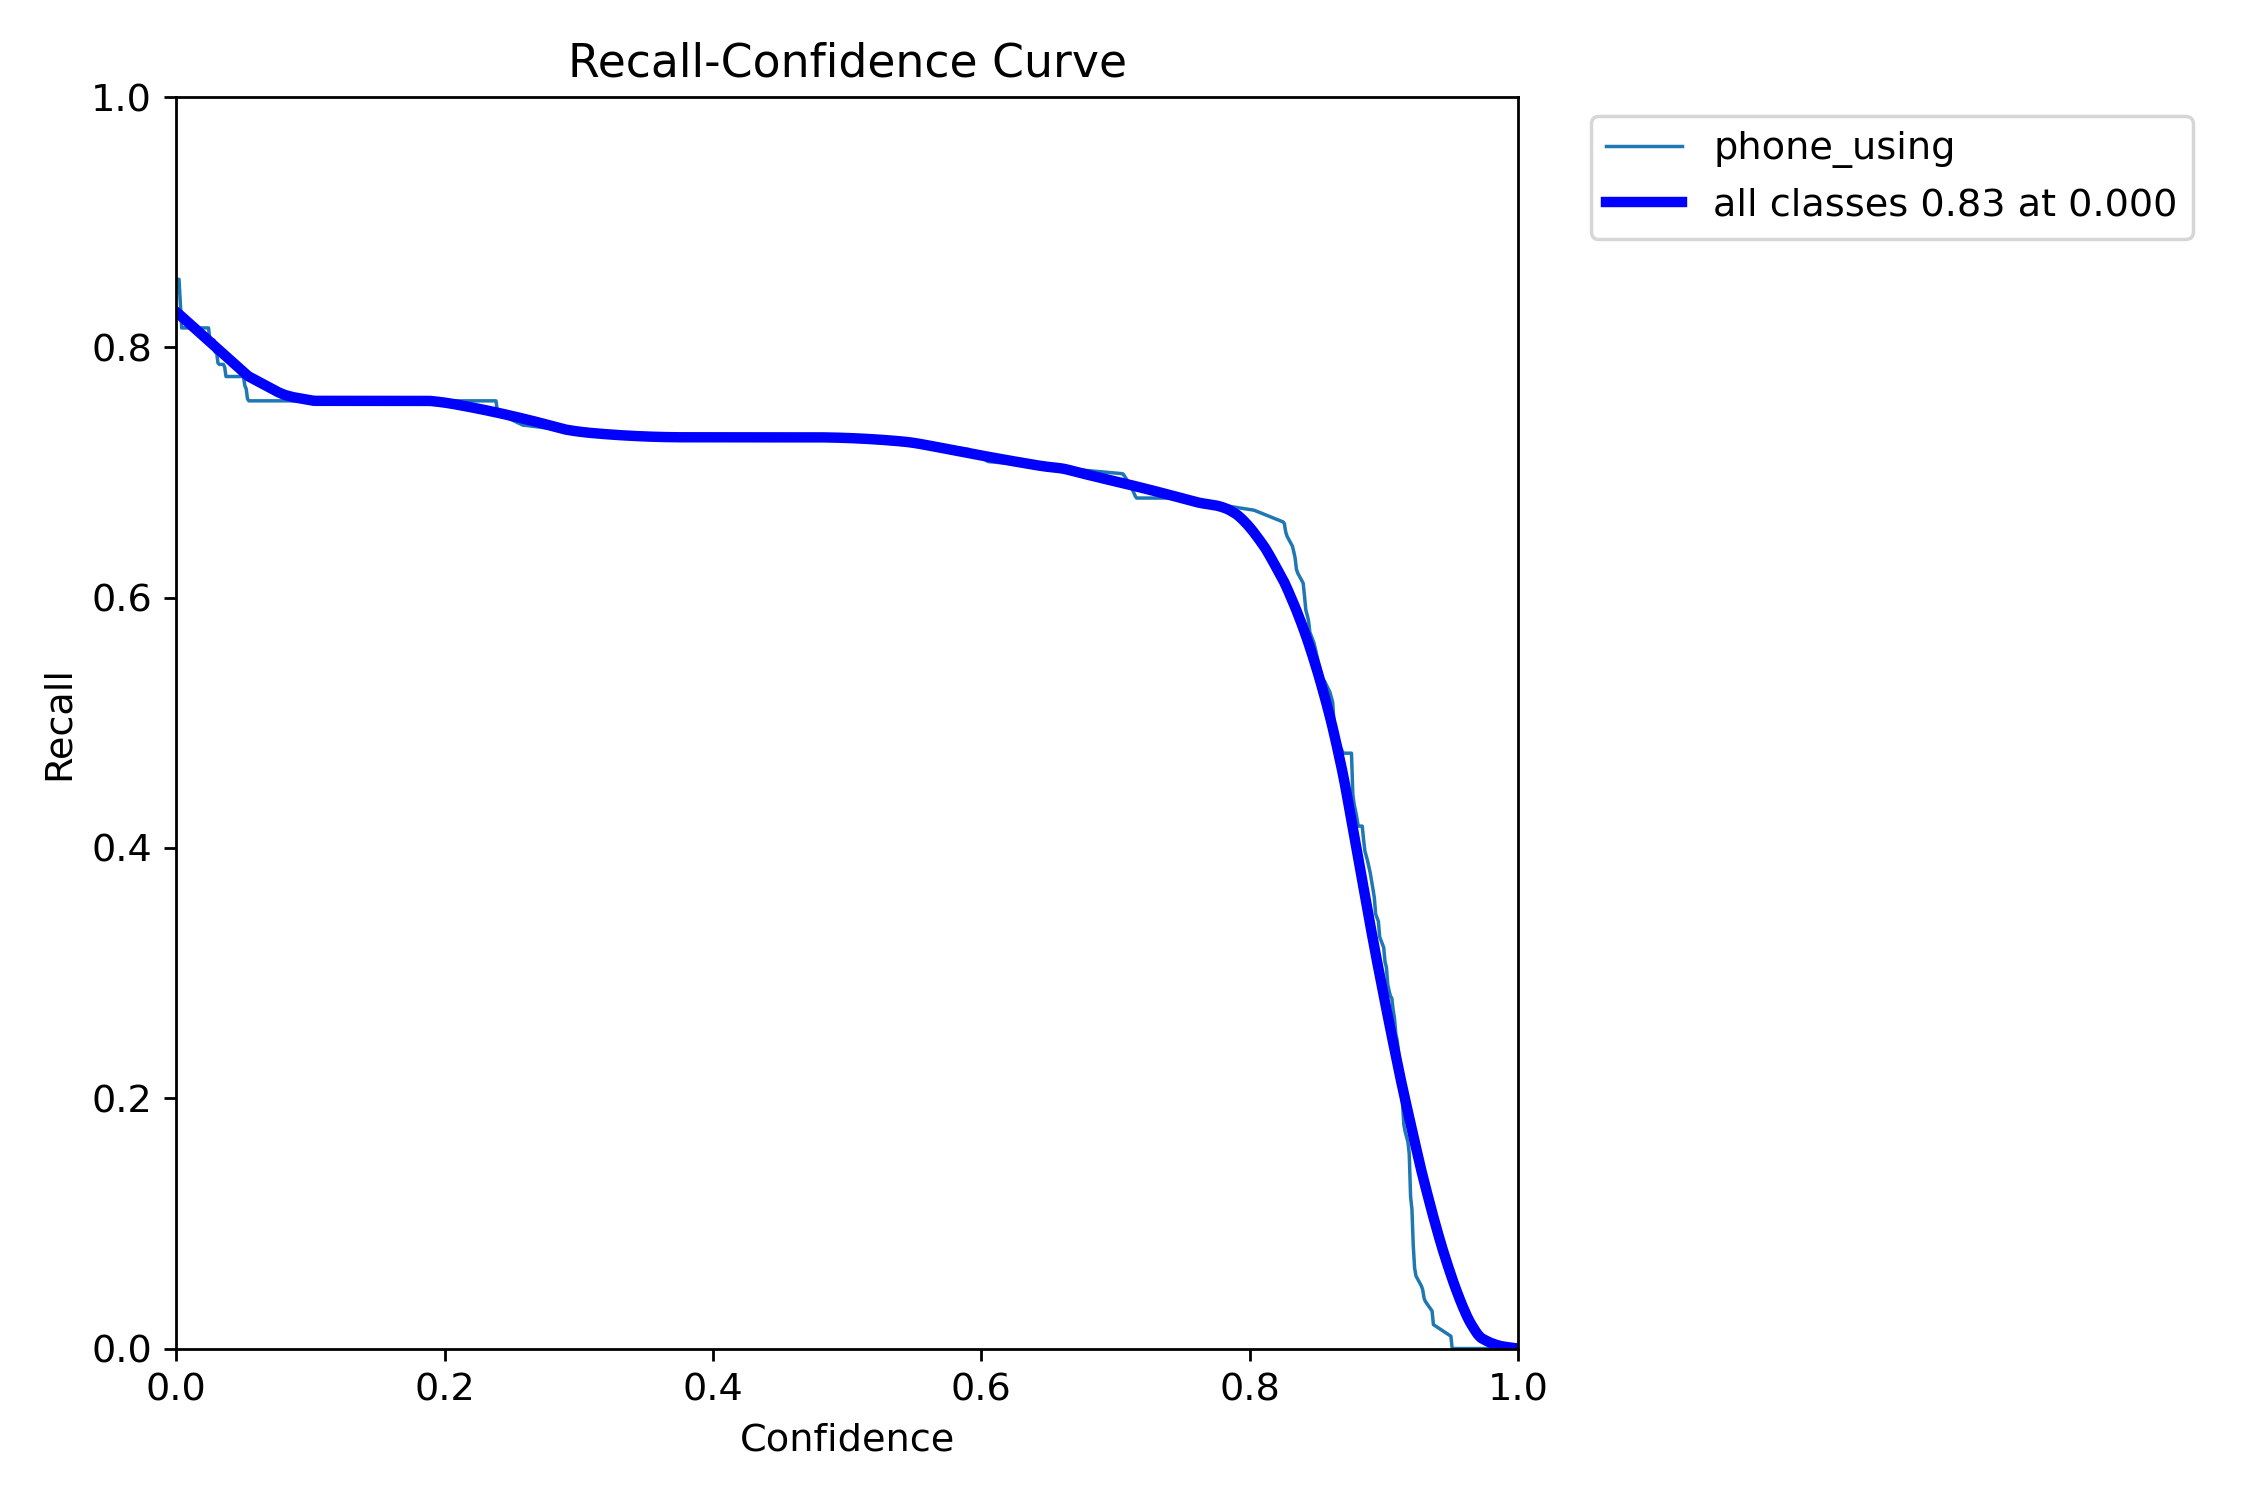 Recall-Confidence Curve
phone_using
all classes 0.83 at 0.000
1.0
0.8
0.6
0.4
0.2
0.0
Recall
0.0 0.2 0.4 0.6 0.8 1.0
Confidence